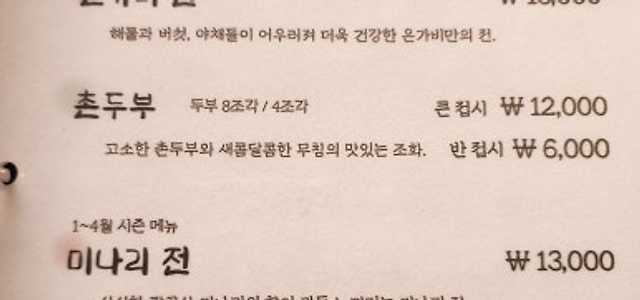 해물과 버섯, 야채들이 어우러져 더욱 건강한 온가비만의 전.
촌두부 두부 8조각 / 4조각 큰 접시 ₩ 12,000
고소한 촌두부와 새콤달콤한 무침의 맛있는 조화. 반 접시 ₩ 6,000
1~4월 시즌 메뉴
미나리 전 ₩ 13,000